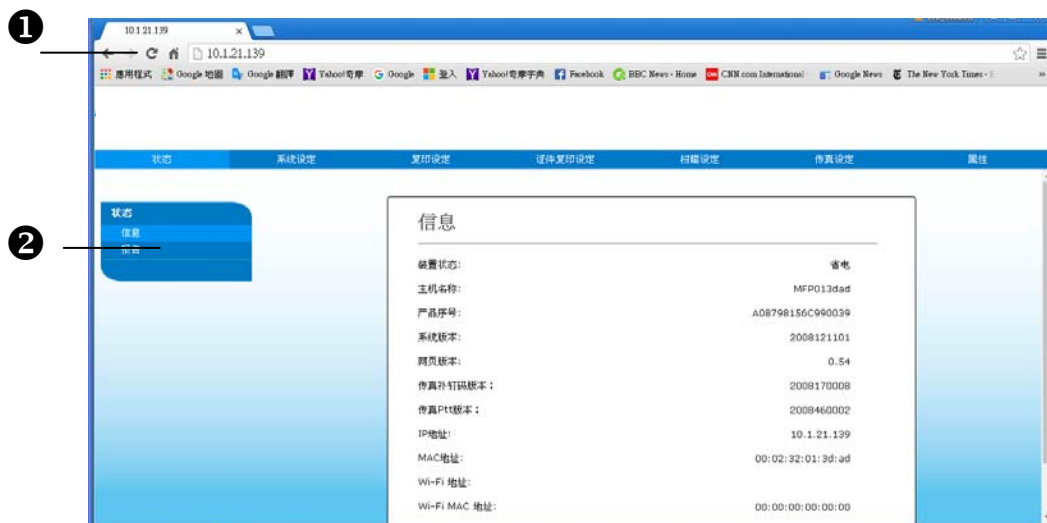 ❶
10.1.21.139
10.1.21.139
應用程式 Google 地圖 Google 翻譯 Yahoo!奇摩 Google 登入 Yahoo!奇摩字典 Facebook BBC News - Home CNN.com International - Google News The New York Times - »
状态 系统设定 复印设定 证件复印设定 扫瞄设定 传真设定 属性
❷
状态
信息
报告
信息
装置状态: 省电
主机名称: MFP013dad
产品序号: A08798156C990039
系统版本: 2008121101
网页版本: 0.54
传真补钉码版本: 2008170008
传真Ptt版本: 2008460002
IP地址: 10.1.21.139
MAC地址: 00:02:32:01:3d:ad
Wi-Fi 地址:
Wi-Fi MAC 地址: 00:00:00:00:00:00